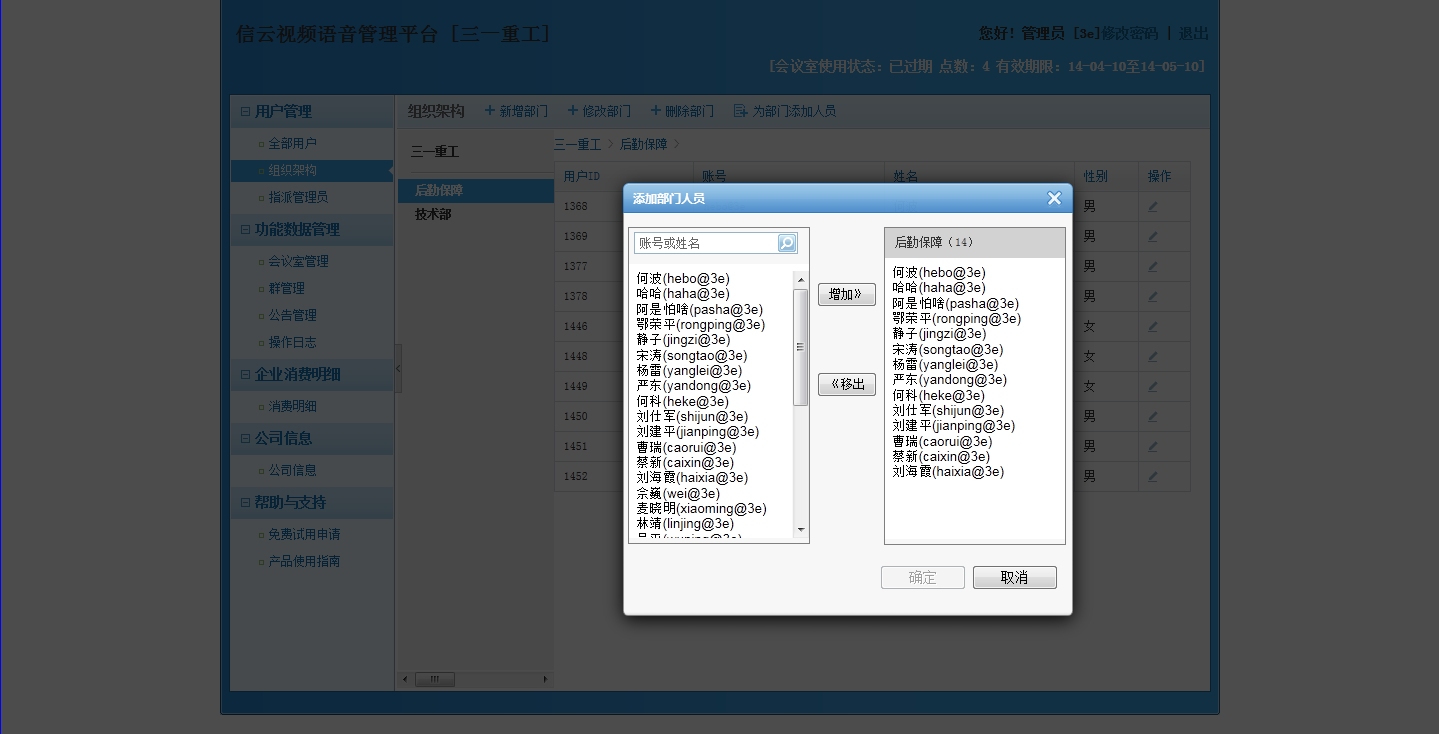 信云视频语音管理平台 [三一重工]
您好! 管理员 [3e]修改密码 | 退出
[会议室使用状态: 已过期 点数: 4 有效期限: 14-04-10至14-05-10]
用户管理
全部用户
组织架构
指派管理员
功能数据管理
会议室管理
群管理
公告管理
操作日志
企业消费明细
消费明细
公司信息
公司信息
帮助与支持
免费试用申请
产品使用指南
组织架构 新增部门 修改部门 删除部门 为部门添加人员
三一重工
后勤保障
技术部
三一重工 > 后勤保障 >
用户ID 账号 姓名 性别 操作
1368 男
1369 男
1377 男
1378 男
1446 女
1448 女
1449 女
1450 男
1451 男
1452 男
添加部门人员
账号或姓名
何波(hebo@3e)
哈哈(haha@3e)
阿是怕啥(pasha@3e)
鄂荣平(rongping@3e)
静子(jingzi@3e)
宋涛(songtao@3e)
杨雷(yanglei@3e)
严东(yandong@3e)
何科(heke@3e)
刘仕军(shijun@3e)
刘建平(jianping@3e)
曹瑞(caorui@3e)
蔡新(caixin@3e)
刘海霞(haixia@3e)
佘巍(wei@3e)
麦晓明(xiaoming@3e)
林靖(linjing@3e)
增加》
《移出
后勤保障（14）
何波(hebo@3e)
哈哈(haha@3e)
阿是怕啥(pasha@3e)
鄂荣平(rongping@3e)
静子(jingzi@3e)
宋涛(songtao@3e)
杨雷(yanglei@3e)
严东(yandong@3e)
何科(heke@3e)
刘仕军(shijun@3e)
刘建平(jianping@3e)
曹瑞(caorui@3e)
蔡新(caixin@3e)
刘海霞(haixia@3e)
确定
取消